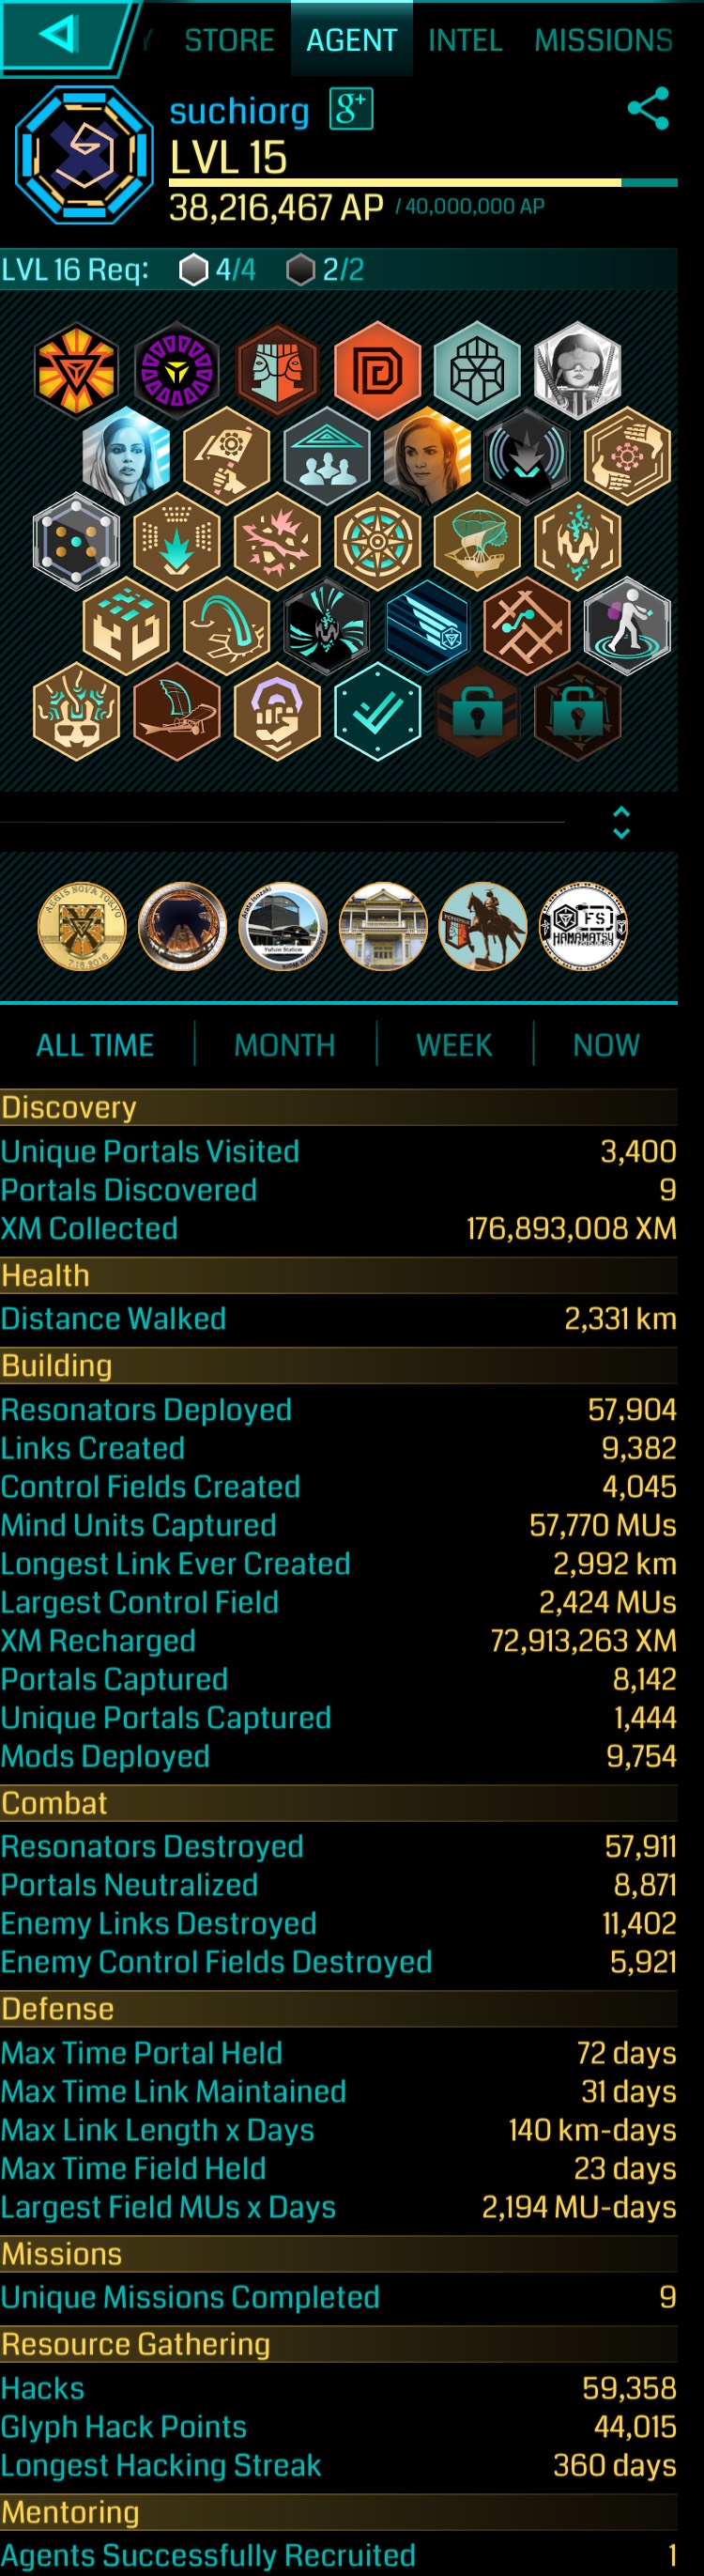 Y STORE AGENT INTEL MISSIONS
suchiorg g+
LVL 15
38,216,467 AP / 40,000,000 AP
LVL 16 Req: 4/4 2/2
AEGIS NOVA TOKYO
7.16.2016
Arata Isozaki
Yufuin Station
FS
HAMAMATSU
ALL TIME MONTH WEEK NOW
Discovery
Unique Portals Visited 3,400
Portals Discovered 9
XM Collected 176,893,008 XM
Health
Distance Walked 2,331 km
Building
Resonators Deployed 57,904
Links Created 9,382
Control Fields Created 4,045
Mind Units Captured 57,770 MUs
Longest Link Ever Created 2,992 km
Largest Control Field 2,424 MUs
XM Recharged 72,913,263 XM
Portals Captured 8,142
Unique Portals Captured 1,444
Mods Deployed 9,754
Combat
Resonators Destroyed 57,911
Portals Neutralized 8,871
Enemy Links Destroyed 11,402
Enemy Control Fields Destroyed 5,921
Defense
Max Time Portal Held 72 days
Max Time Link Maintained 31 days
Max Link Length x Days 140 km-days
Max Time Field Held 23 days
Largest Field MUs x Days 2,194 MU-days
Missions
Unique Missions Completed 9
Resource Gathering
Hacks 59,358
Glyph Hack Points 44,015
Longest Hacking Streak 360 days
Mentoring
Agents Successfully Recruited 1